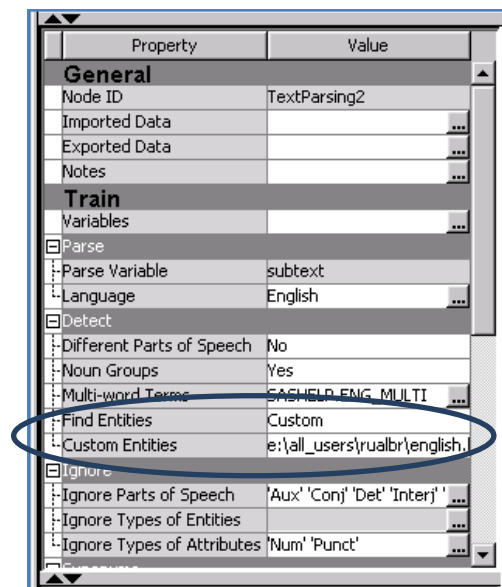 Property Value
General
Node ID TextParsing2
Imported Data ...
Exported Data ...
Notes ...
Train
Variables ...
Parse
Parse Variable subtext
Language English ...
Detect
Different Parts of Speech No
Noun Groups Yes
Multi-word Terms SASHELP.ENG_MULTI ...
Find Entities Custom
Custom Entities e:\all_users\rualbr\english.
Ignore
Ignore Parts of Speech 'Aux' 'Conj' 'Det' 'Interj' ' ...
Ignore Types of Entities ...
Ignore Types of Attributes 'Num' 'Punct' ...